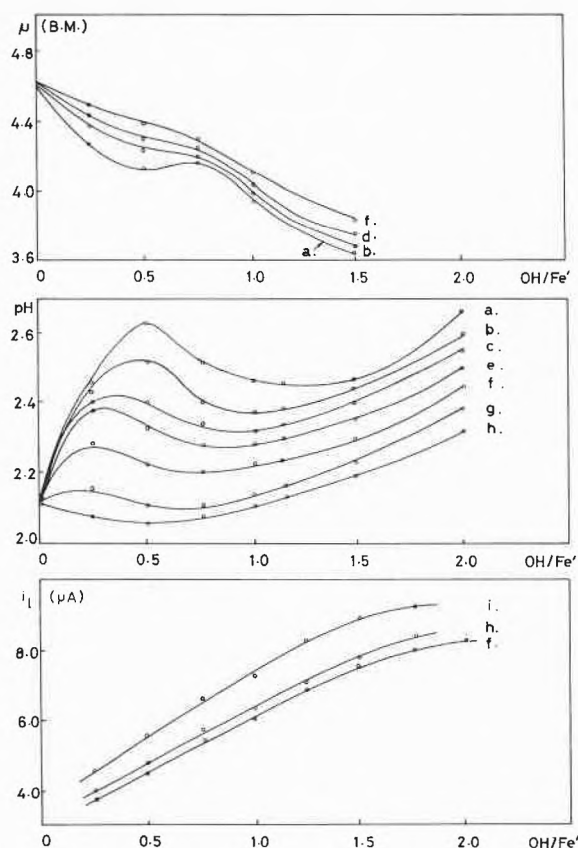 μ (B.M.)
4·8
4·4
4·0
3·6
f.
d.
a.
b.
0 0.5 1.0 1.5 2.0 OH/Fe'
pH
2.6
2.4
2.2
2.0
a.
b.
c.
e.
f.
g.
h.
0 0.5 1.0 1.5 2.0 OH/Fe'
i_l (μA)
8.0
6.0
4.0
i.
h.
f.
0 0.5 1.0 1.5 2.0 OH/Fe'